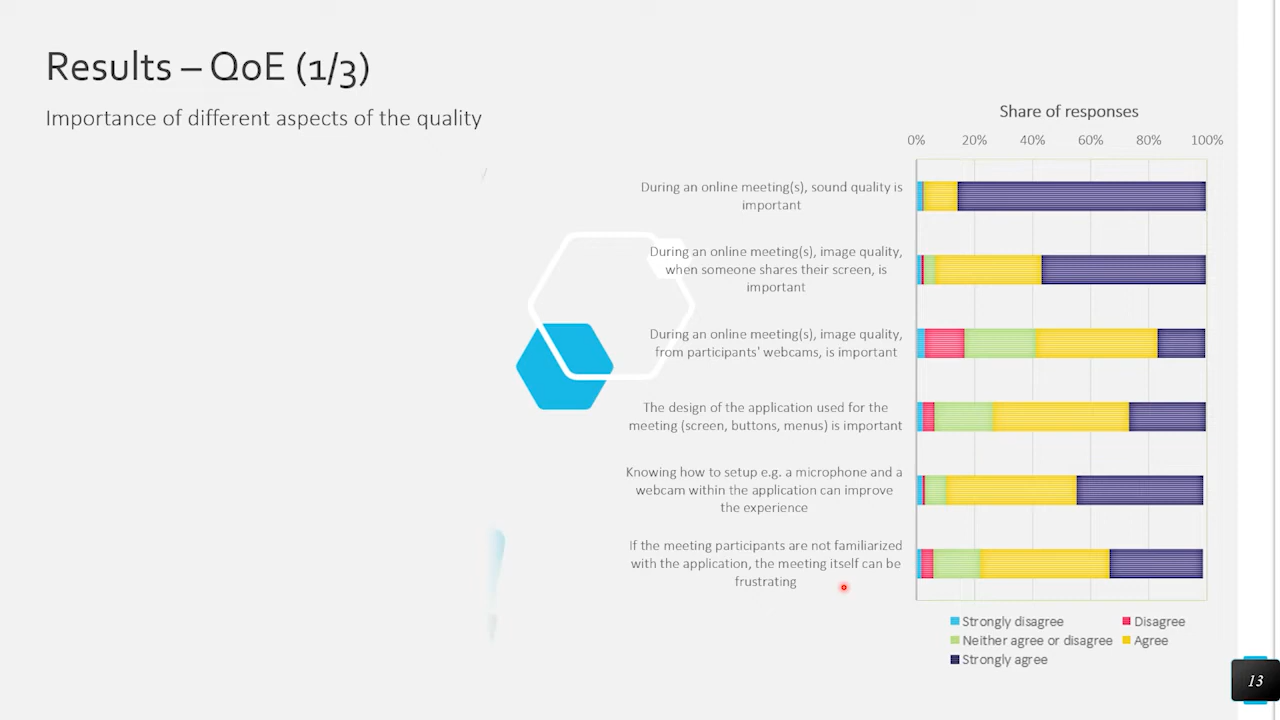 Results – QoE (1/3)
Importance of different aspects of the quality
Share of responses
0% 20% 40% 60% 80% 100%
During an online meeting(s), sound quality is
important
During an online meeting(s), image quality,
when someone shares their screen, is
important
During an online meeting(s), image quality,
from participants' webcams, is important
The design of the application used for the
meeting (screen, buttons, menus) is important
Knowing how to setup e.g. a microphone and a
webcam within the application can improve
the experience
If the meeting participants are not familiarized
with the application, the meeting itself can be
frustrating
Strongly disagree Disagree
Neither agree or disagree Agree
Strongly agree
13